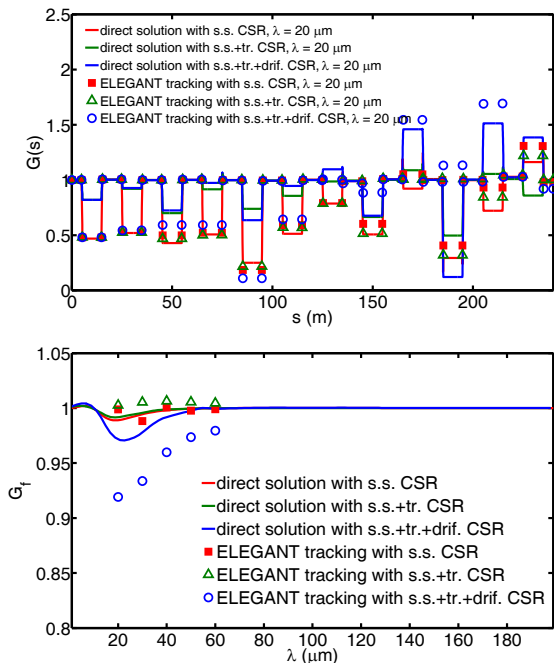 2.5
2
1.5
1
0.5
0
G(s)
direct solution with s.s. CSR, λ = 20 μm
direct solution with s.s.+tr. CSR, λ = 20 μm
direct solution with s.s.+tr.+drif. CSR, λ = 20 μm
ELEGANT tracking with s.s. CSR, λ = 20 μm
ELEGANT tracking with s.s.+tr. CSR, λ = 20 μm
ELEGANT tracking with s.s.+tr.+drif. CSR, λ = 20 μm
0 50 100 150 200
s (m)
1.05
1
0.95
0.9
0.85
0.8
G_f
direct solution with s.s. CSR
direct solution with s.s.+tr. CSR
direct solution with s.s.+tr.+drif. CSR
ELEGANT tracking with s.s. CSR
ELEGANT tracking with s.s.+tr. CSR
ELEGANT tracking with s.s.+tr.+drif. CSR
20 40 60 80 100 120 140 160 180
λ (μm)